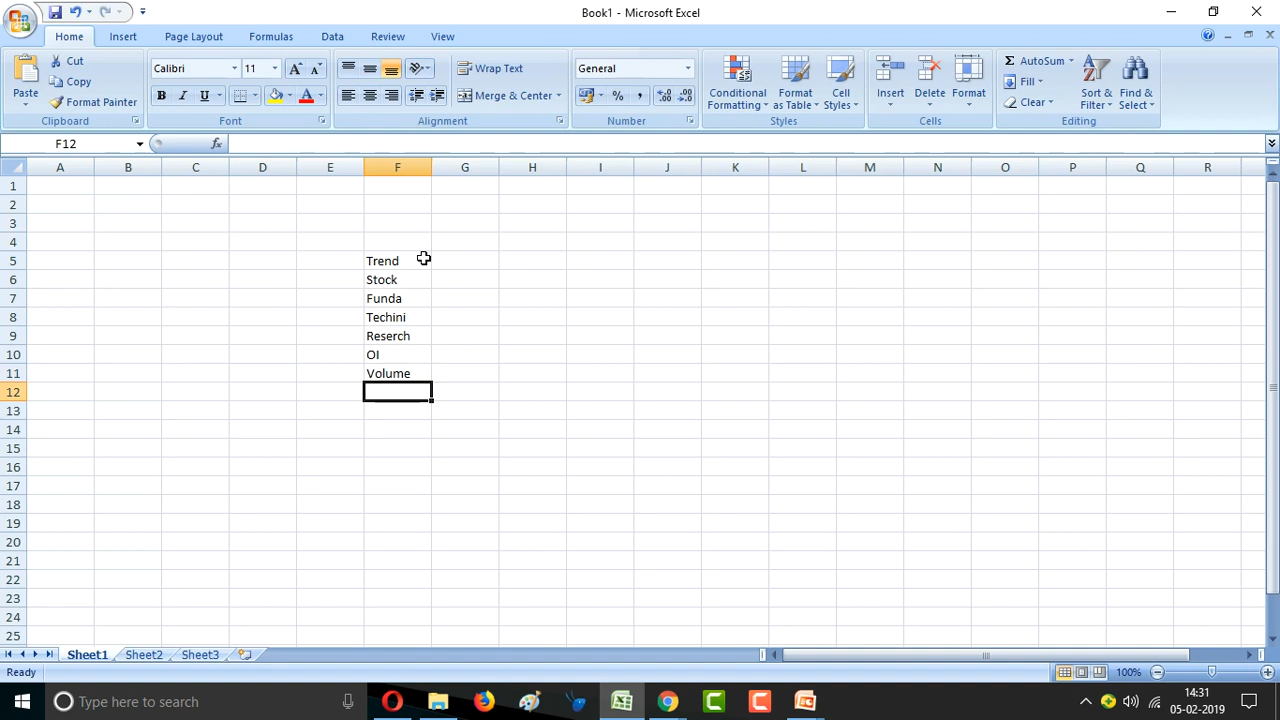 Book1 - Microsoft Excel
Home Insert Page Layout Formulas Data Review View
Paste
Cut
Copy
Format Painter
Clipboard
Calibri 11
B I U A
Font
Wrap Text
Merge & Center
Alignment
General
% ,
Number
Conditional Formatting
Format as Table
Cell Styles
Styles
Insert Delete Format
Cells
Σ AutoSum
Fill
Clear
Sort & Filter
Find & Select
Editing
F12 fx
A B C D E F G H I J K L M N O P Q R
1
2
3
4
5 Trend
6 Stock
7 Funda
8 Techini
9 Reserch
10 OI
11 Volume
12
13
14
15
16
17
18
19
20
21
22
23
24
25
Sheet1 Sheet2 Sheet3
Ready 100%
Type here to search
14:31
05-02-2019